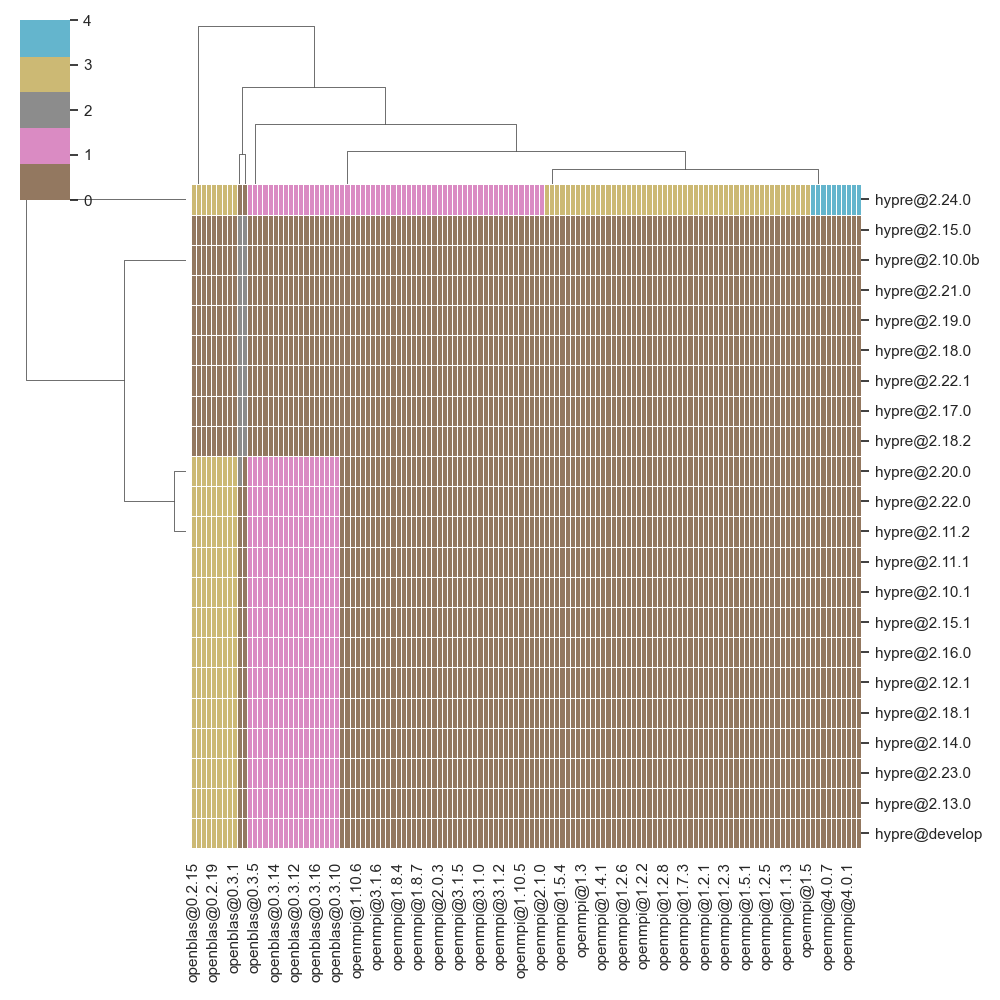 4
3
2
1
0
hypre@2.24.0
hypre@2.15.0
hypre@2.10.0b
hypre@2.21.0
hypre@2.19.0
hypre@2.18.0
hypre@2.22.1
hypre@2.17.0
hypre@2.18.2
hypre@2.20.0
hypre@2.22.0
hypre@2.11.2
hypre@2.11.1
hypre@2.10.1
hypre@2.15.1
hypre@2.16.0
hypre@2.12.1
hypre@2.18.1
hypre@2.14.0
hypre@2.23.0
hypre@2.13.0
hypre@develop
openblas@0.2.15
openblas@0.2.19
openblas@0.3.1
openblas@0.3.5
openblas@0.3.14
openblas@0.3.12
openblas@0.3.16
openblas@0.3.10
openmpi@1.10.6
openmpi@3.1.6
openmpi@1.8.4
openmpi@1.8.7
openmpi@2.0.3
openmpi@3.1.5
openmpi@3.1.0
openmpi@3.1.2
openmpi@1.10.5
openmpi@2.1.0
openmpi@1.5.4
openmpi@1.3
openmpi@1.4.1
openmpi@1.2.6
openmpi@1.2.2
openmpi@1.2.8
openmpi@1.7.3
openmpi@1.2.1
openmpi@1.2.3
openmpi@1.5.1
openmpi@1.2.5
openmpi@1.1.3
openmpi@1.5
openmpi@4.0.7
openmpi@4.0.1